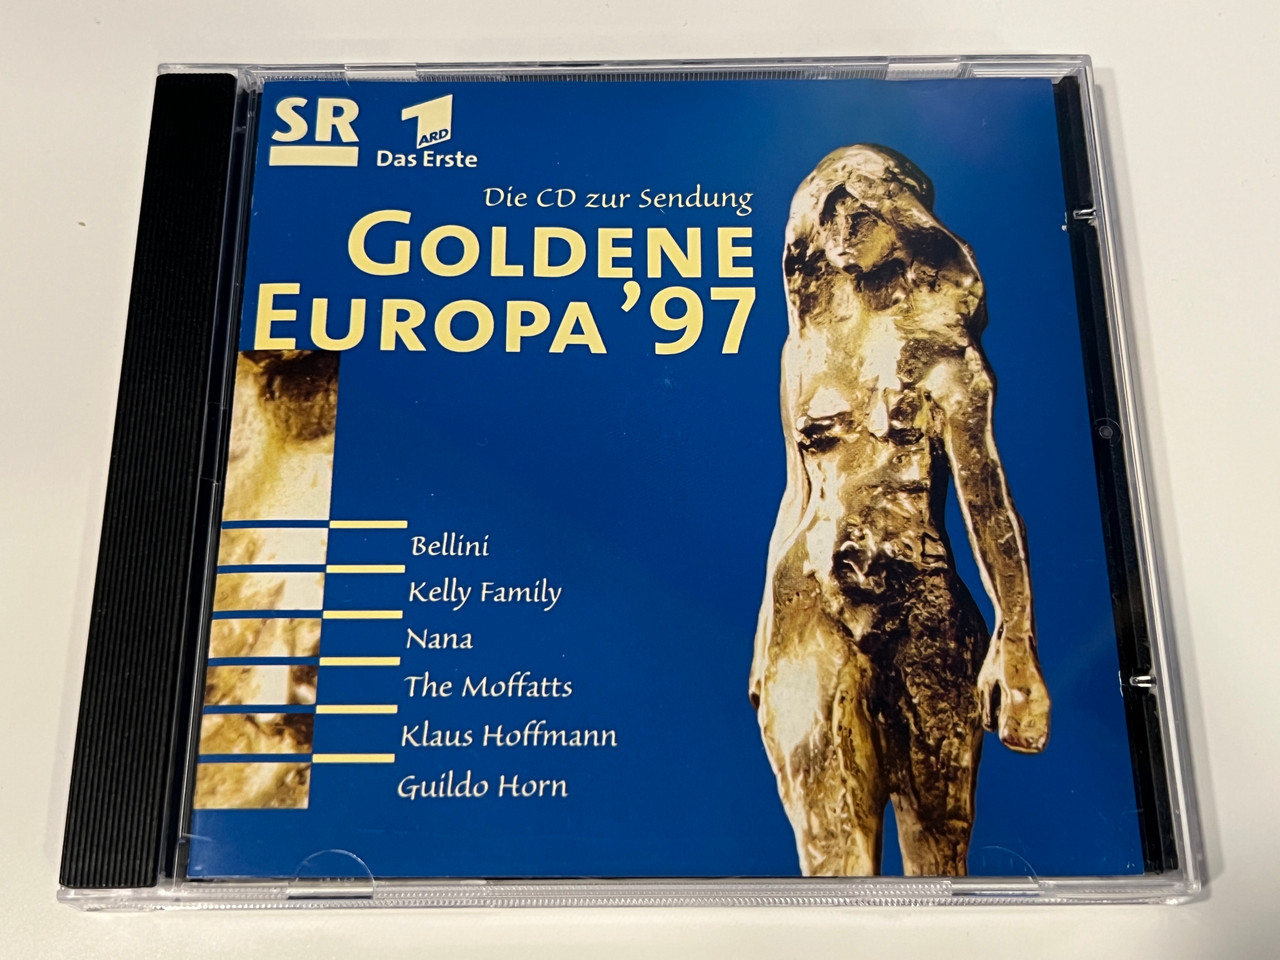 SR
ARD
Das Erste
Die CD zur Sendung
GOLDENE
EUROPA '97
Bellini
Kelly Family
Nana
The Moffatts
Klaus Hoffmann
Guildo Horn